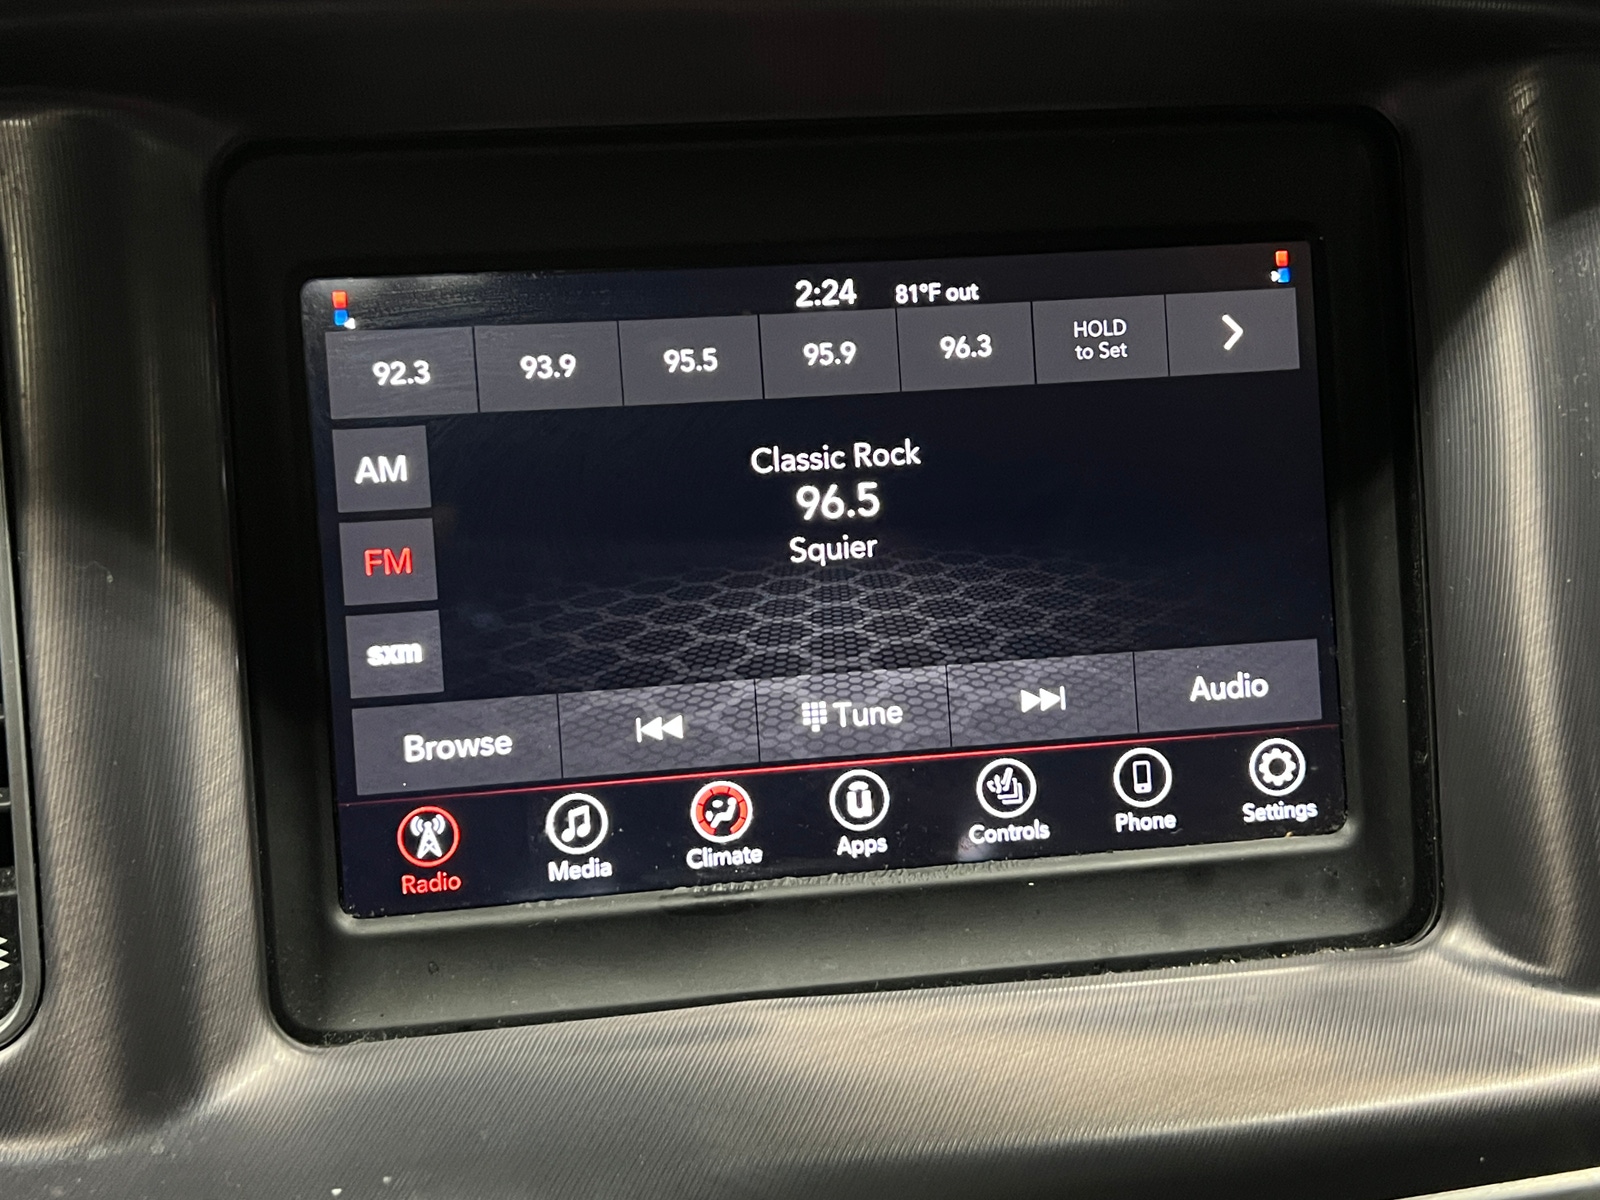 2:24 81°F out
92.3 93.9 95.5 95.9 96.3 HOLD
to Set
AM
Classic Rock
96.5
Squier
FM
sxm
Browse Tune Audio
Radio Media Climate Apps Controls Phone Settings